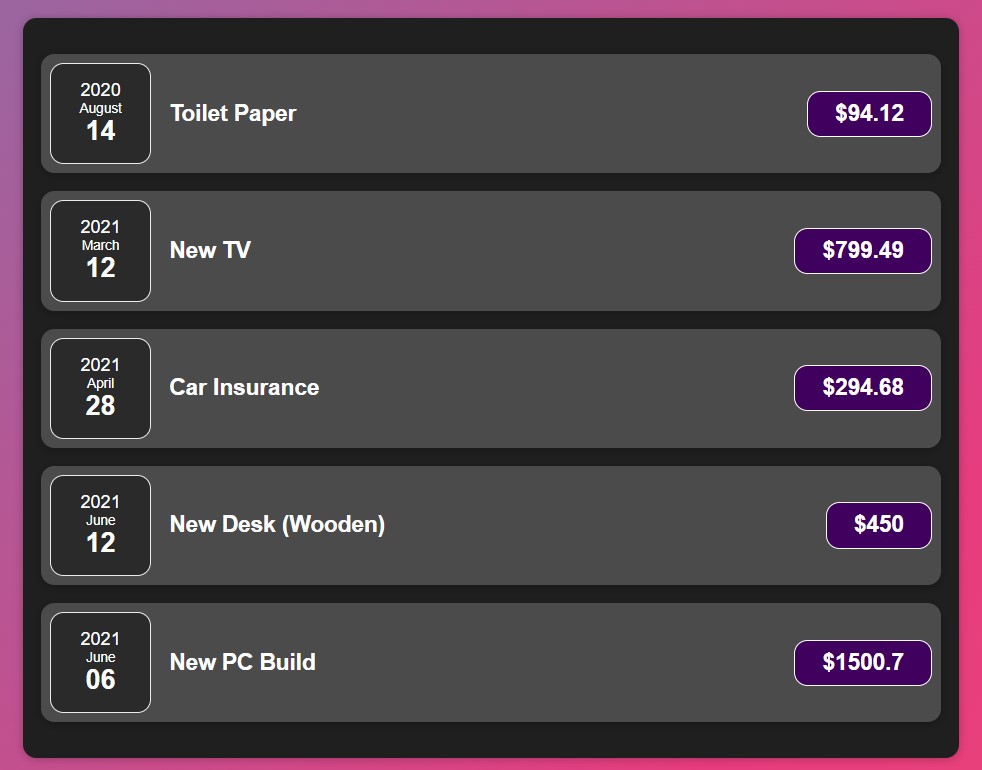 2020
August
14
Toilet Paper
$94.12
2021
March
12
New TV
$799.49
2021
April
28
Car Insurance
$294.68
2021
June
12
New Desk (Wooden)
$450
2021
June
06
New PC Build
$1500.7